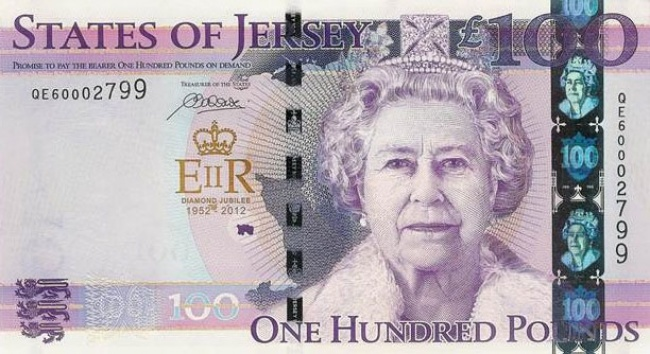 STATES OF JERSEY £100
PROMISE TO PAY THE BEARER ONE HUNDRED POUNDS ON DEMAND
TREASURER OF THE STATES
QE60002799
EIIR
DIAMOND JUBILEE
1952 2012
100
ONE HUNDRED POUNDS
100
100
100
QE60002799